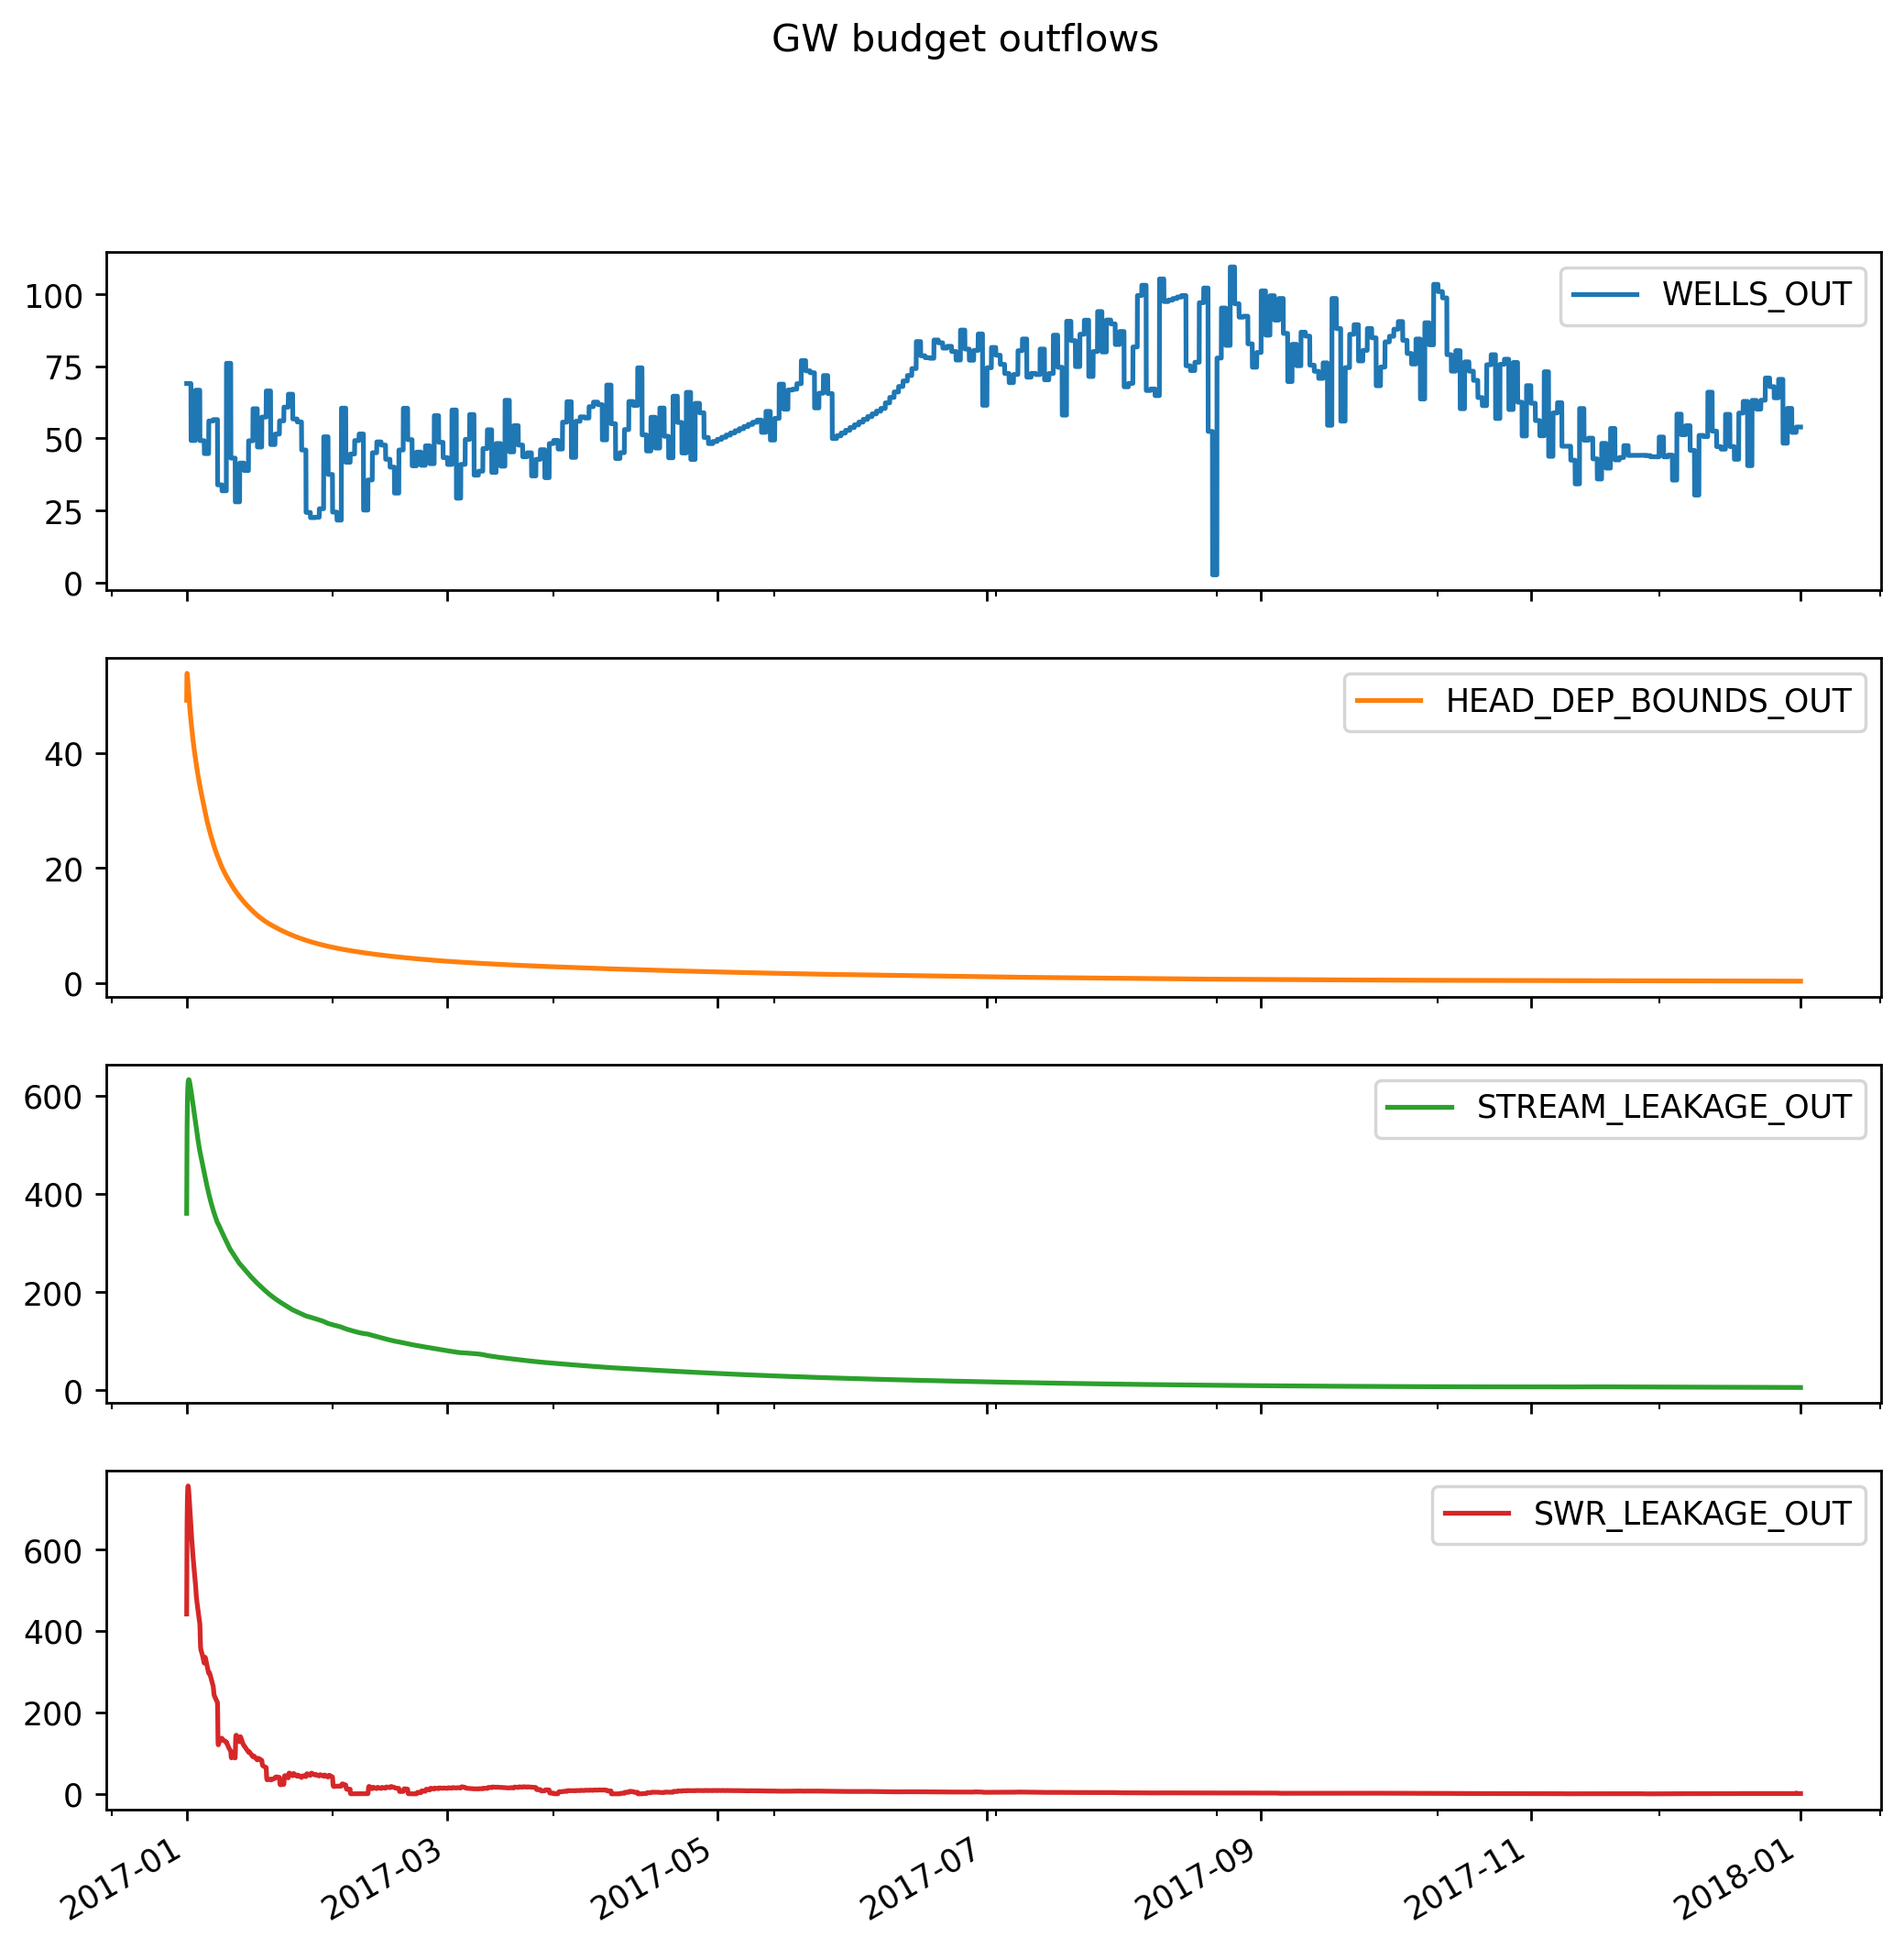 GW budget outflows
WELLS_OUT
100
75
50
25
0
HEAD_DEP_BOUNDS_OUT
40
20
0
STREAM_LEAKAGE_OUT
600
400
200
0
SWR_LEAKAGE_OUT
600
400
200
0
2017-01 2017-03 2017-05 2017-07 2017-09 2017-11 2018-01